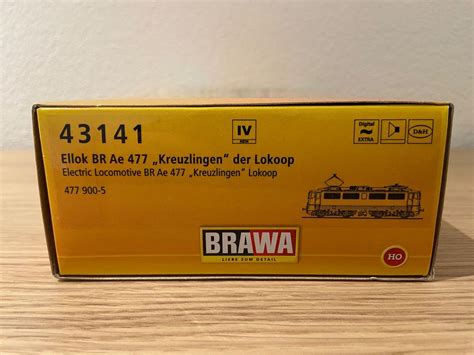 43141
IV
Digital
EXTRA
D&H
Ellok BR Ae 477 „Kreuzlingen“ der Lokoop
Electric Locomotive BR Ae 477 „Kreuzlingen“ Lokoop
477 900-5
BRAWA
LIEBE ZUM DETAIL
HO